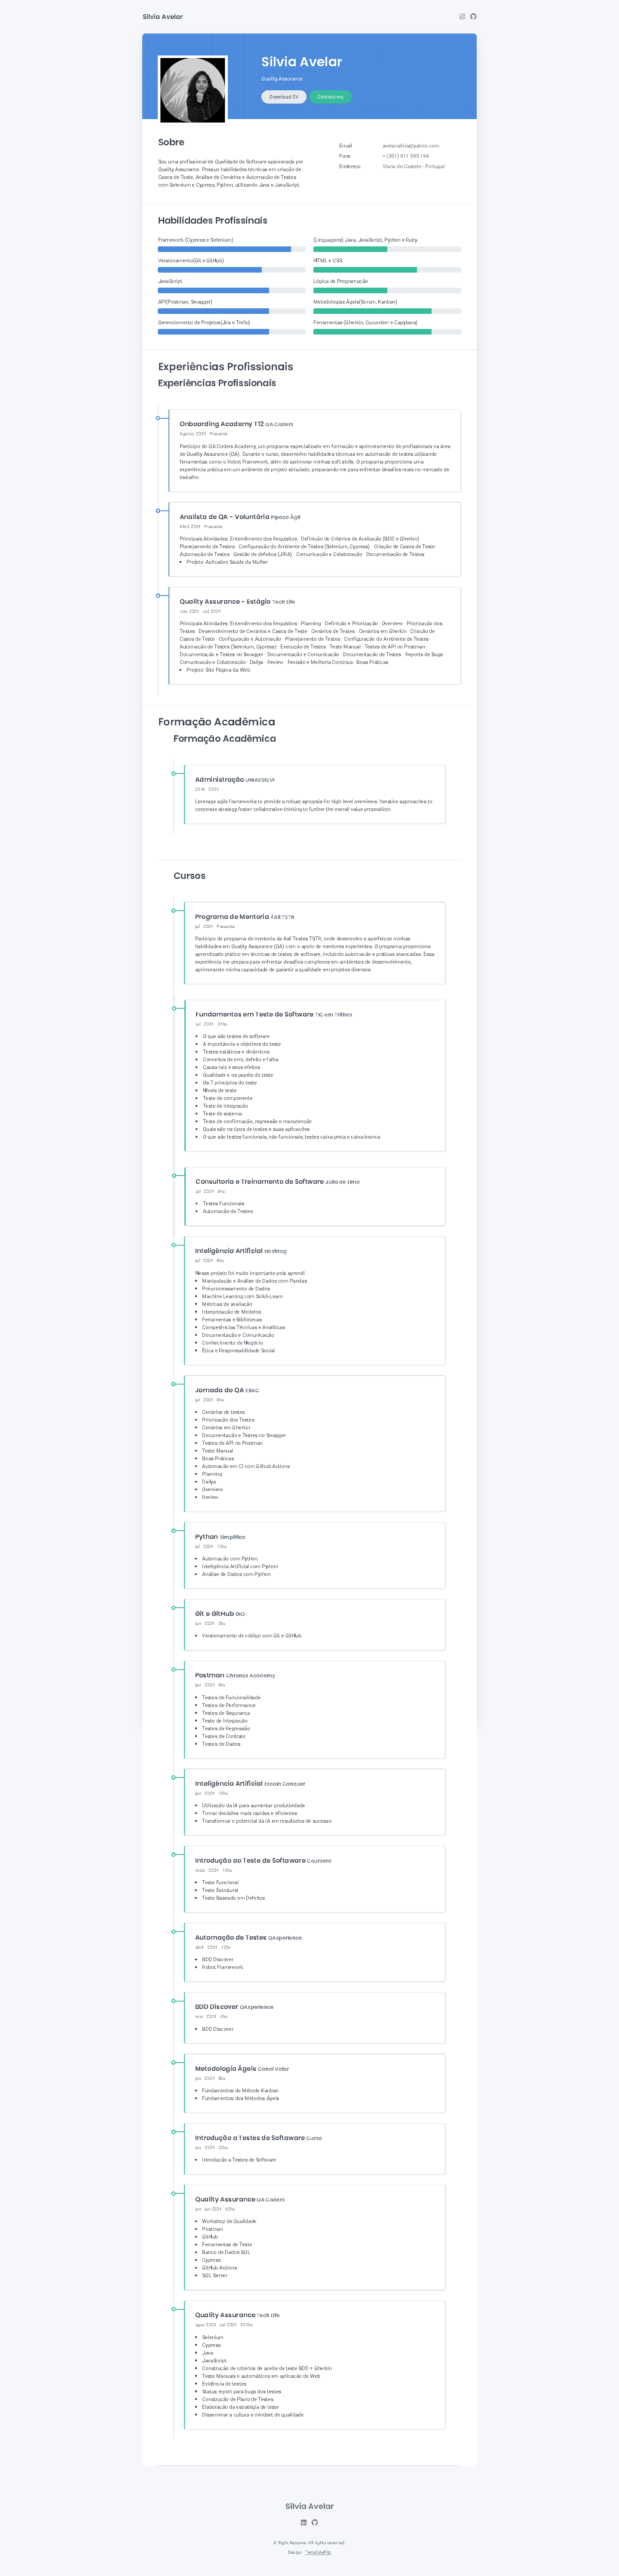 Silvia Avelar
Silvia Avelar
Quality Assurance
Download CV
Contate-me
Sobre
Sou uma profissional de Qualidade de Software apaixonada por
Quality Assurance. Possuir habilidades técnicas em criação de
Casos de Teste, Análise de Cenários e Automação de Testes
com Selenium e Cypress, Python, utilizando Java e JavaScript.
Email avelar.silvia@yahoo.com
Fone + (351) 911 595 194
Endereço Viana do Castelo - Portugal
Habilidades Profissinais
Framework (Cypress e Selenium)
(Linguagens) Java, JavaScript, Python e Ruby
Versionamento(Git e GitHub)
HTML e CSS
JavaScript
Lógica de Programação
API(Postman, Swagger)
Metodologias Ágeis(Scrum, Kanban)
Gerenciamento de Projetos(Jira e Trello)
Ferramentas (Gherkin, Cucumber e Capybara)
Experiências Profissionais
Experiências Profissionais
Onboarding Academy T12 QA Coders
Agosto, 2024 Presente
Participo do QA Coders Academy, um programa especializado em formação e aprimoramento de profissionais na área
de Quality Assurance (QA). Durante o curso, desenvolvo habilidades técnicas em automação de testes utilizando
ferramentas como o Robot Framework, além de aprimorar minhas soft skills. O programa proporciona uma
experiência prática em um ambiente de projeto simulado, preparando-me para enfrentar desafios reais no mercado de
trabalho.
Analista de QA - Voluntária Pipoca Ágil
Abril, 2024 Presente
Principais Atividades: Entendimento dos Requisitos · Definição de Critérios de Aceitação (BDD e Gherkin) ·
Planejamento de Testes · Configuração do Ambiente de Testes (Selenium, Cypress) · Criação de Casos de Teste ·
Automação de Testes · Gestão de defeitos (JIRA) · Comunicação e Colaboração · Documentação de Testes
Projeto: Aplicativo Saúde da Mulher
Quality Assurance - Estágio Tech Life
Jan, 2024 Jul, 2024
Principais Atividades: Entendimento dos Requisitos · Planning · Definição e Priorização · Overview · Priorização dos
Testes · Desenvolvimento de Cenários e Casos de Teste · Cenários de Testes · Cenários em Gherkin · Criação de
Casos de Teste · Configuração e Automação · Planejamento de Testes · Configuração do Ambiente de Testes ·
Automação de Testes (Selenium, Cypress) · Execução de Testes · Teste Manual · Testes de API no Postman ·
Documentação e Testes no Swagger · Documentação e Comunicação · Documentação de Testes · Reporte de Bugs ·
Comunicação e Colaboração · Dailys · Review · Revisão e Melhoria Contínua · Boas Práticas
Projeto: Site Página da Web
Formação Acadêmica
Formação Acadêmica
Administração UNIASSELVI
Leverage agile frameworks to provide a robust synopsis for high level overviews. Iterative approaches to
corporate strategy foster collaborative thinking to further the overall value proposition.
Cursos
Programa de Mentoria 4All TSTR
jul 2024 Presente
Participo do programa de mentoria da 4all Testes TSTR, onde desenvolvo e aperfeiçoo minhas
habilidades em Quality Assurance (QA) com o apoio de mentores experientes. O programa proporciona
aprendizado prático em técnicas de testes de software, incluindo automação e práticas avançadas. Essa
experiência me prepara para enfrentar desafios complexos em ambientes de desenvolvimento,
aprimorando minha capacidade de garantir a qualidade em projetos diversos.
Fundamentos em Teste de Software TIC em Trilhas
jul 2024 24hs
O que são testes de software
A importância e objetivos do teste
Testes estáticos e dinâmicos
Conceitos de erro, defeito e falha
Causa raiz e seus efeitos
Qualidade e os papéis do teste
Os 7 princípios do teste
Níveis de teste
Teste de componente
Teste de integração
Teste de sistema
Teste de confirmação, regressão e manutenção
Quais são os tipos de testes e suas aplicações
O que são testes funcionais, não funcionais, testes caixa-preta e caixa-branca
Consultoria e Treinamento de Software Júlio de Lima
jul 2024
Testes Funcionais
Automação de Testes
Inteligência Artificial Hashtag
jul 2024
Nesse projeto foi muito importante pois aprendi
Manipulação e Análise de Dados com Pandas
Pré-processamento de Dados
Machine Learning com Scikit-Learn
Métricas de avaliação
Interpretação de Modelos
Ferramentas e Bibliotecas
Competências Técnicas e Analíticas
Documentação e Comunicação
Conhecimento de Negócio
Ética e Responsabilidade Social
Jornada do QA EBAC
jul 2024
Cenários de testes
Priorização dos Testes
Cenários em Gherkin
Documentação e Testes no Swagger
Testes de API no Postman
Teste Manual
Boas Práticas
Automação em CI com Github Actions
Planning
Dailys
Overview
Review
Python Simplifica
jul 2024 12hs
Automação com Python
Inteligência Artificial com Python
Análise de Dados com Python
Git e GitHub DIO
jun 2024
Versionamento de código com Git e GitHub
Postman Chronos Academy
jun 2024
Testes de Funcionalidade
Testes de Performance
Testes de Segurança
Teste de Integração
Testes de Regressão
Testes de Contrato
Testes de Dados
Inteligência Artificial Escola Conquer
jun 2024
Utilização da IA para aumentar produtividade
Tomar decisões mais rápidas e eficientes
Transformar o potencial da IA em resultados de sucesso
Introdução ao Teste de Softaware Coursera
maio 2024
Teste Funcional
Teste Estrutural
Teste Baseado em Defeitos
Automação de Testes QAxperience
abril 2024 12hs
BDD Discover
Robot Framework
BDD Discover QAxperience
mar 2024
BDD Discover
Metodologia Ágeis Canal Valor
jan 2024
Fundamentos do Método Kanban
Fundamentos dos Métodos Ágeis
Introdução a Testes de Softaware
jan 2024
Introdução a Testes de Software
Quality Assurance QA Coders
jan jan 2024
Workshop de Qualidade
Postman
GitHub
Ferramentas de Teste
Banco de Dados SQL
Cypress
GitHub Actions
SQL Server
Quality Assurance Tech Life
jan 2024
Selenium
Cypress
Java
JavaScript
Construção de critérios de aceite de teste BDD + Gherkin
Teste Manuais e automáticos em aplicação de Web
Evidência de testes
Status report para bugs dos testes
Construção de Plano de Testes
Elaboração da estratégia de teste
Disseminar a cultura e mindset de qualidade
Silvia Avelar
© Right Resume. All rights reserved
Design TemplateFlip